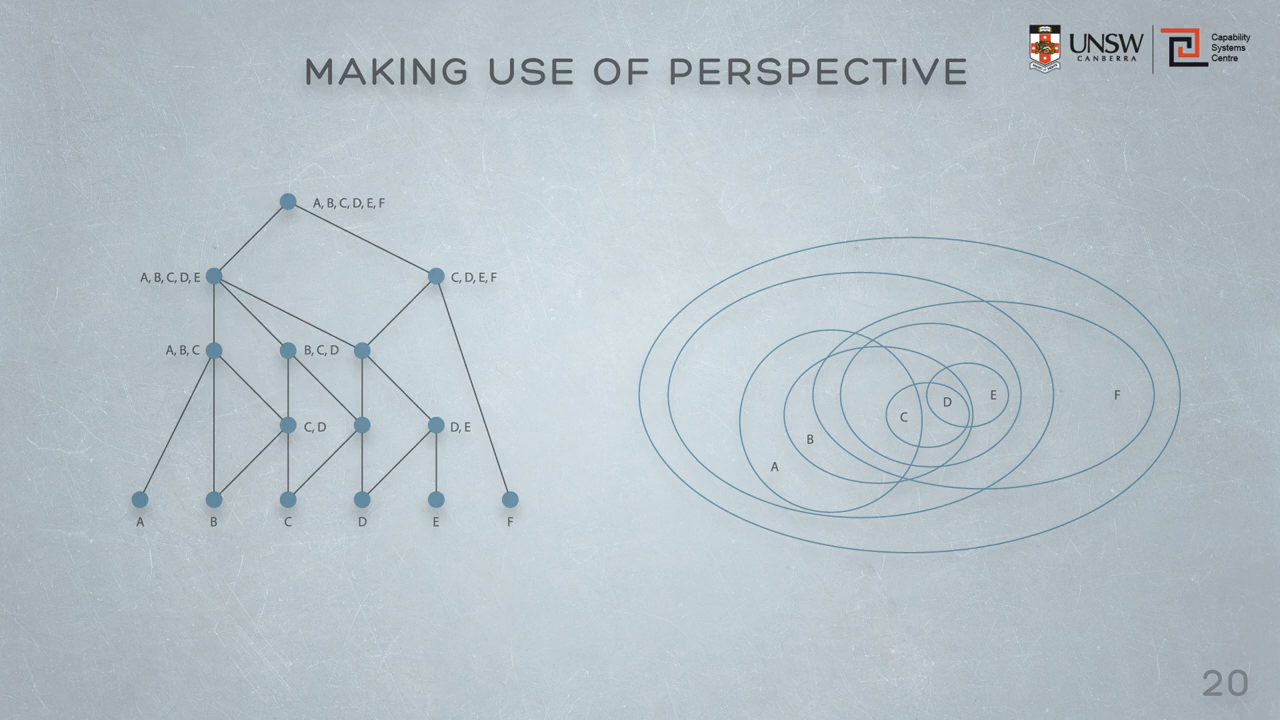 UNSW
CANBERRA
Capability
Systems
Centre
MAKING USE OF PERSPECTIVE
A, B, C, D, E, F
A, B, C, D, E
C, D, E, F
A, B, C
B, C, D
C, D
D, E
A
B
C
D
E
F
D
E
F
C
B
A
20